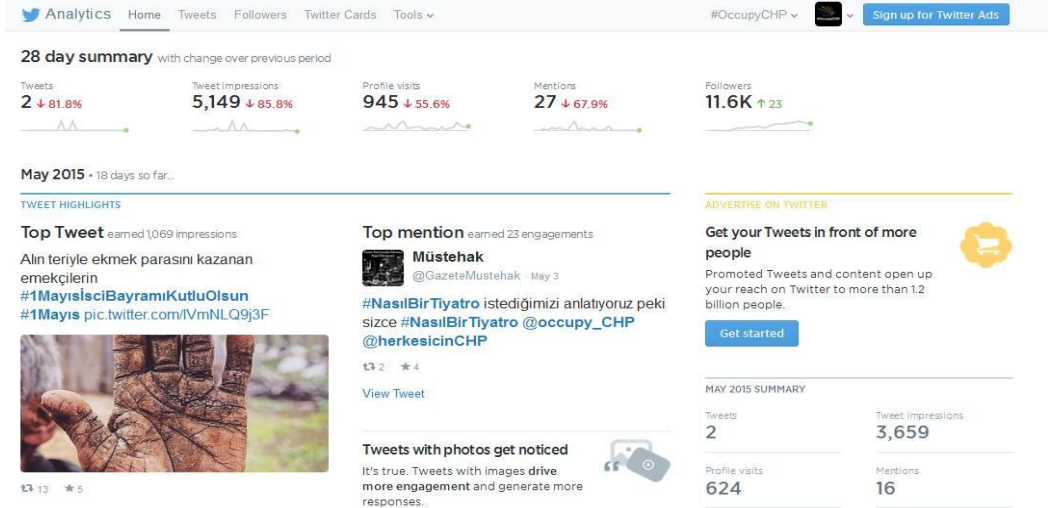 Analytics Home Tweets Followers Twitter Cards Tools #OccupyCHP Sign up for Twitter Ads
28 day summary with change over previous period
Tweets Tweet impressions Profile visits Mentions Followers
2 ↓ 81.8% 5,149 ↓ 85.8% 945 ↓ 55.6% 27 ↓ 67.9% 11.6K ↑ 23
May 2015 • 18 days so far...
TWEET HIGHLIGHTS
Top Tweet earned 1,069 impressions
Alın teriyle ekmek parasını kazanan
emekçilerin
#1MayısİsciBayramıKutluOlsun
#1Mayıs pic.twitter.com/lVmNLQ9j3F
13 5
Top mention earned 23 engagements
Müstehak
@GazeteMustehak · May 3
#NasılBirTiyatro istediğimizi anlatıyoruz peki
sizce #NasılBirTiyatro @occupy_CHP
@herkesicinCHP
2 4
View Tweet
Tweets with photos get noticed
It's true. Tweets with images drive
more engagement and generate more
responses.
ADVERTISE ON TWITTER
Get your Tweets in front of more
people
Promoted Tweets and content open up
your reach on Twitter to more than 1.2
billion people.
Get started
MAY 2015 SUMMARY
Tweets Tweet impressions
2 3,659
Profile visits Mentions
624 16